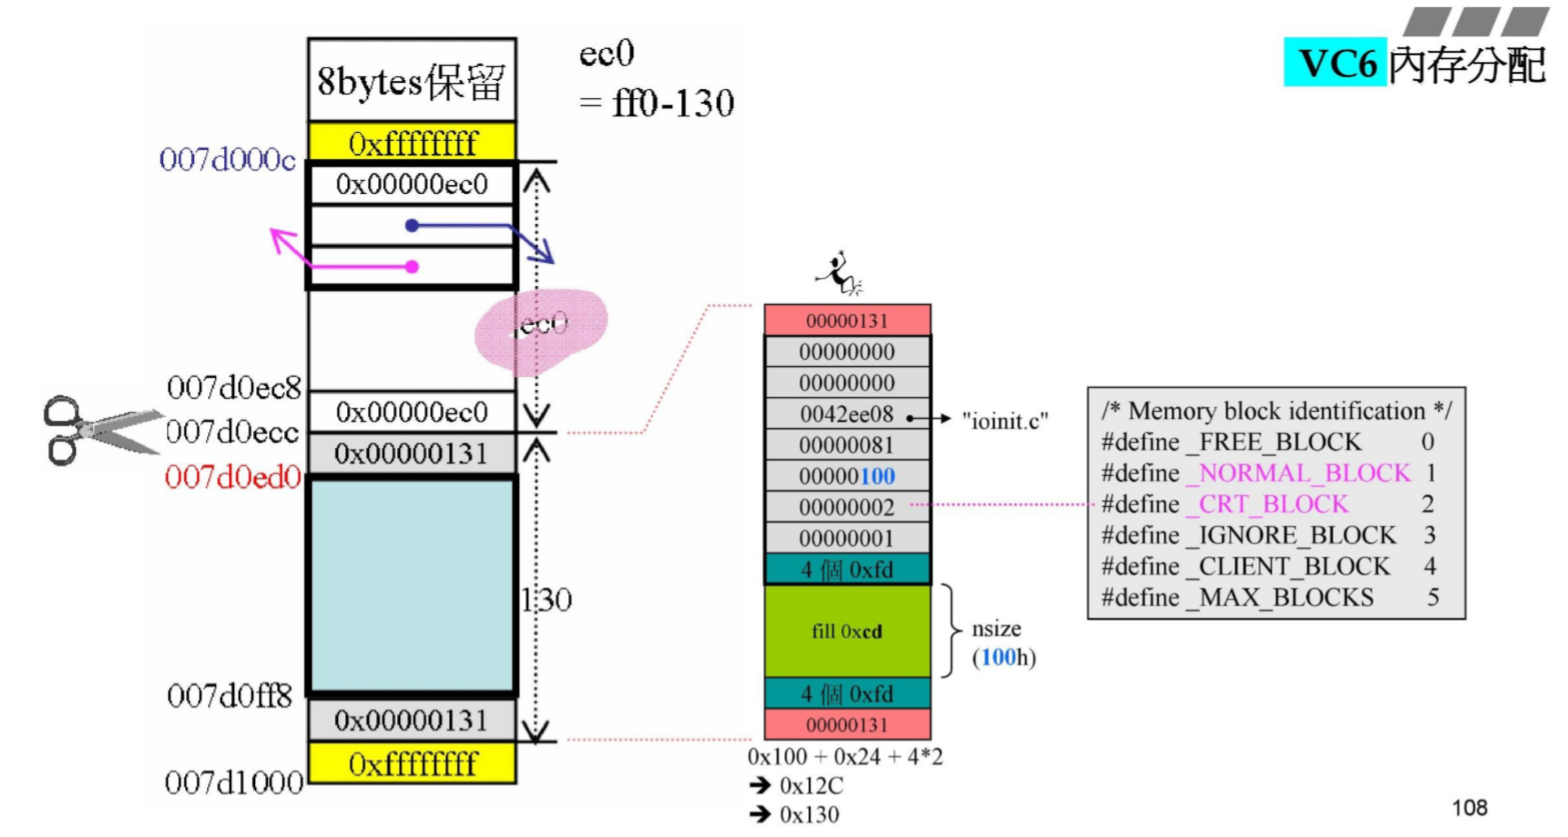 VC6 內存分配
ec0
= ff0-130
8bytes保留
0xffffffff
007d000c
0x00000ec0
ec0
007d0ec8
0x00000ec0
007d0ecc
0x00000131
007d0ed0
130
007d0ff8
0x00000131
0xffffffff
007d1000
00000131
00000000
00000000
0042ee08
"ioinit.c"
00000081
00000100
00000002
00000001
4 個 0xfd
fill 0xcd
nsize
(100h)
4 個 0xfd
00000131
0x100 + 0x24 + 4*2
➔ 0x12C
➔ 0x130
/* Memory block identification */
#define _FREE_BLOCK 0
#define _NORMAL_BLOCK 1
#define _CRT_BLOCK 2
#define _IGNORE_BLOCK 3
#define _CLIENT_BLOCK 4
#define _MAX_BLOCKS 5
108